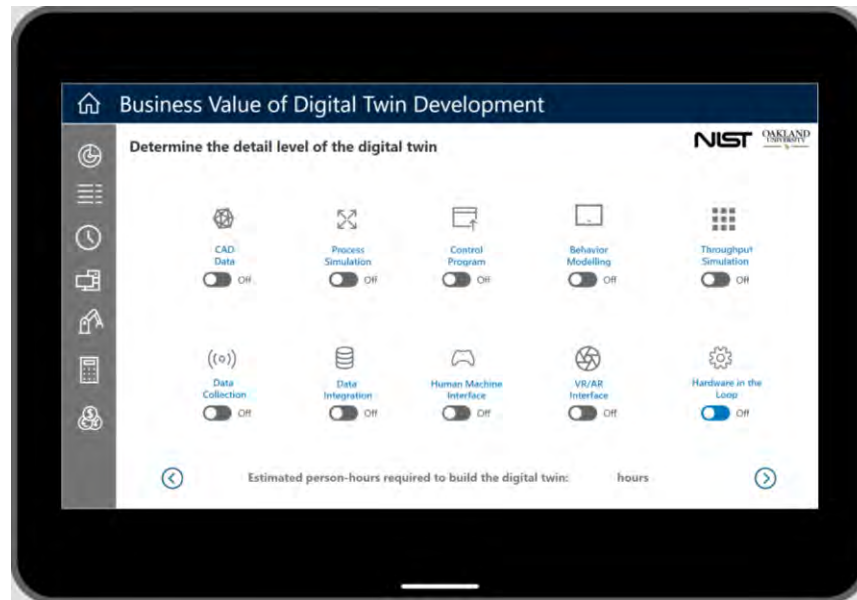 Business Value of Digital Twin Development
Determine the detail level of the digital twin
NIST
OAKLAND
UNIVERSITY
CAD
Data
Off
Process
Simulation
Off
Control
Program
Off
Behavior
Modelling
Off
Throughput
Simulation
Off
Data
Collection
Off
Data
Integration
Off
Human Machine
Interface
Off
VR/AR
Interface
Off
Hardware in the
Loop
Off
Estimated person-hours required to build the digital twin: hours